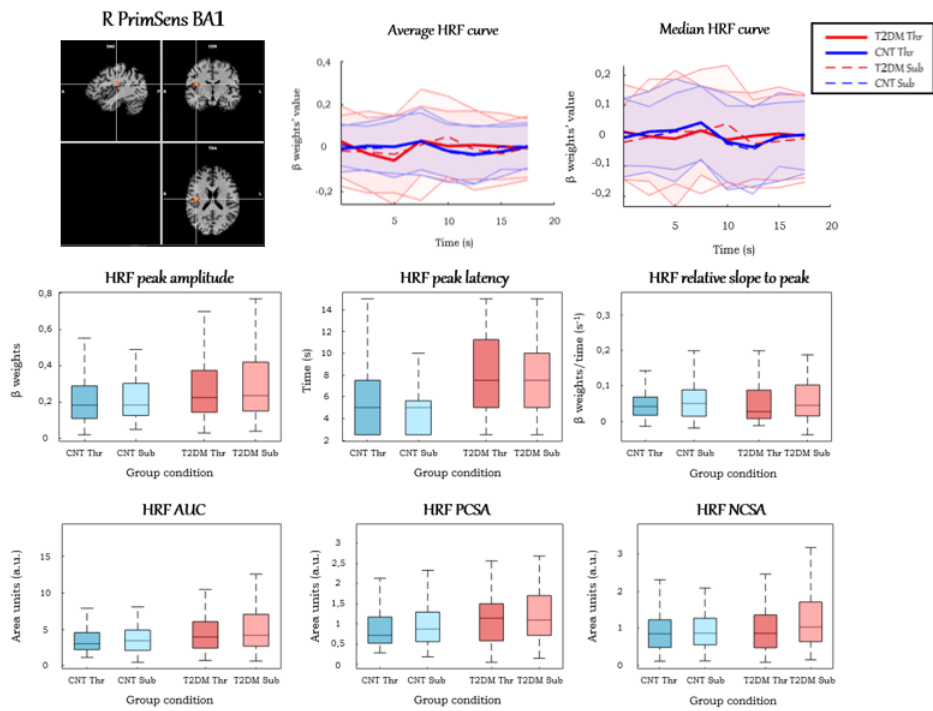 R PrimSens BA1
SAG
COR
A
P
R
L
TRA
R
L
Average HRF curve
β weights' value
0,4
0,2
0
-0,2
5
10
15
20
Time (s)
Median HRF curve
β weights' value
0,2
0,1
0
-0,1
-0,2
0
5
10
15
20
Time (s)
T2DM Thr
CNT Thr
T2DM Sub
CNT Sub
HRF peak amplitude
β weights
0,8
0,6
0,4
0,2
0
CNT Thr CNT Sub T2DM Thr T2DM Sub
Group condition
HRF peak latency
Time (s)
14
12
10
8
6
4
2
CNT Thr CNT Sub T2DM Thr T2DM Sub
Group condition
HRF relative slope to peak
β weights/time (s⁻¹)
0,3
0,2
0,1
0
CNT Thr CNT Sub T2DM Thr T2DM Sub
Group condition
HRF AUC
Area units (a.u.)
15
10
5
0
CNT Thr CNT Sub T2DM Thr T2DM Sub
Group condition
HRF PCSA
Area units (a.u.)
3
2,5
2
1,5
1
0,5
0
CNT Thr CNT Sub T2DM Thr T2DM Sub
Group condition
HRF NCSA
Area units (a.u.)
3
2
1
0
CNT Thr CNT Sub T2DM Thr T2DM Sub
Group condition